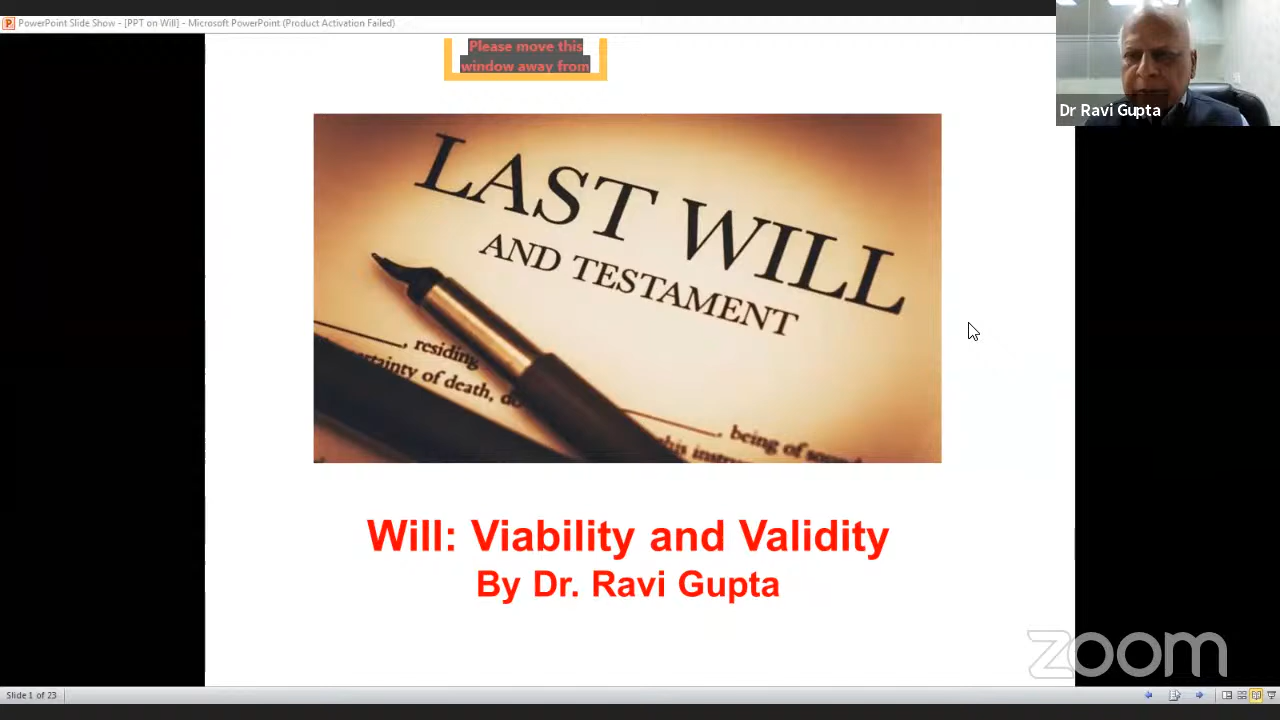 PowerPoint Slide Show - [PPT on Will] - Microsoft PowerPoint (Product Activation Failed)
Please move this
window away from
Dr Ravi Gupta
LAST WILL
AND TESTAMENT
, residing
certainty of death,
, being of
this
Will: Viability and Validity
By Dr. Ravi Gupta
zoom
Slide 1 of 23